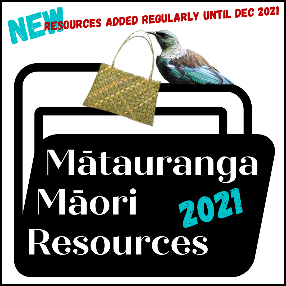 NEW RESOURCES ADDED REGULARLY UNTIL DEC 2021
Mātauranga
Māori
2021
Resources